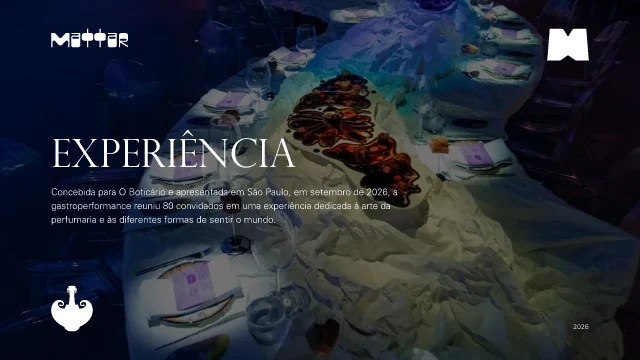 MATTER
EXPERIÊNCIA
Concebida para O Boticário e apresentada em São Paulo, em setembro de 2026, a
gastroperformance reuniu 80 convidados em uma experiência dedicada à arte da
perfumaria e às diferentes formas de sentir o mundo.
2026